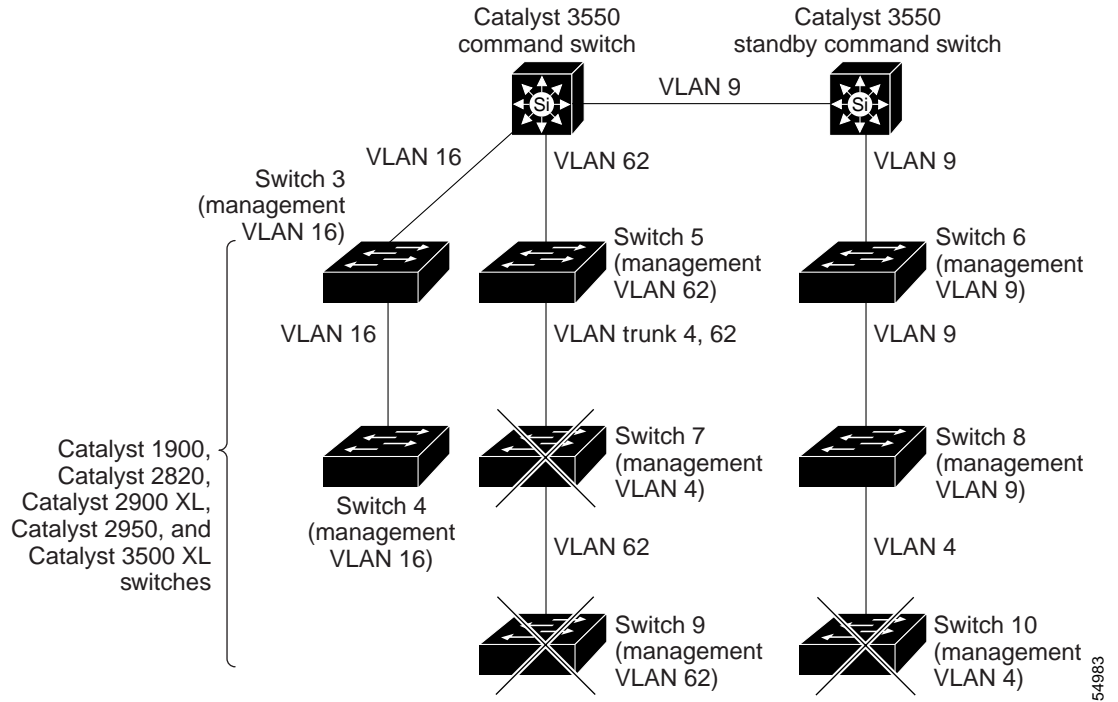 Catalyst 3550
command switch
Catalyst 3550
standby command switch
Si
VLAN 9
Si
VLAN 16
VLAN 62
VLAN 9
Switch 3
(management
VLAN 16)
Switch 5
(management
VLAN 62)
Switch 6
(management
VLAN 9)
VLAN 16
VLAN trunk 4, 62
VLAN 9
Catalyst 1900,
Catalyst 2820,
Catalyst 2900 XL,
Catalyst 2950, and
Catalyst 3500 XL
switches
Switch 4
(management
VLAN 16)
Switch 7
(management
VLAN 4)
Switch 8
(management
VLAN 9)
VLAN 62
VLAN 4
Switch 9
(management
VLAN 62)
Switch 10
(management
VLAN 4)
54983